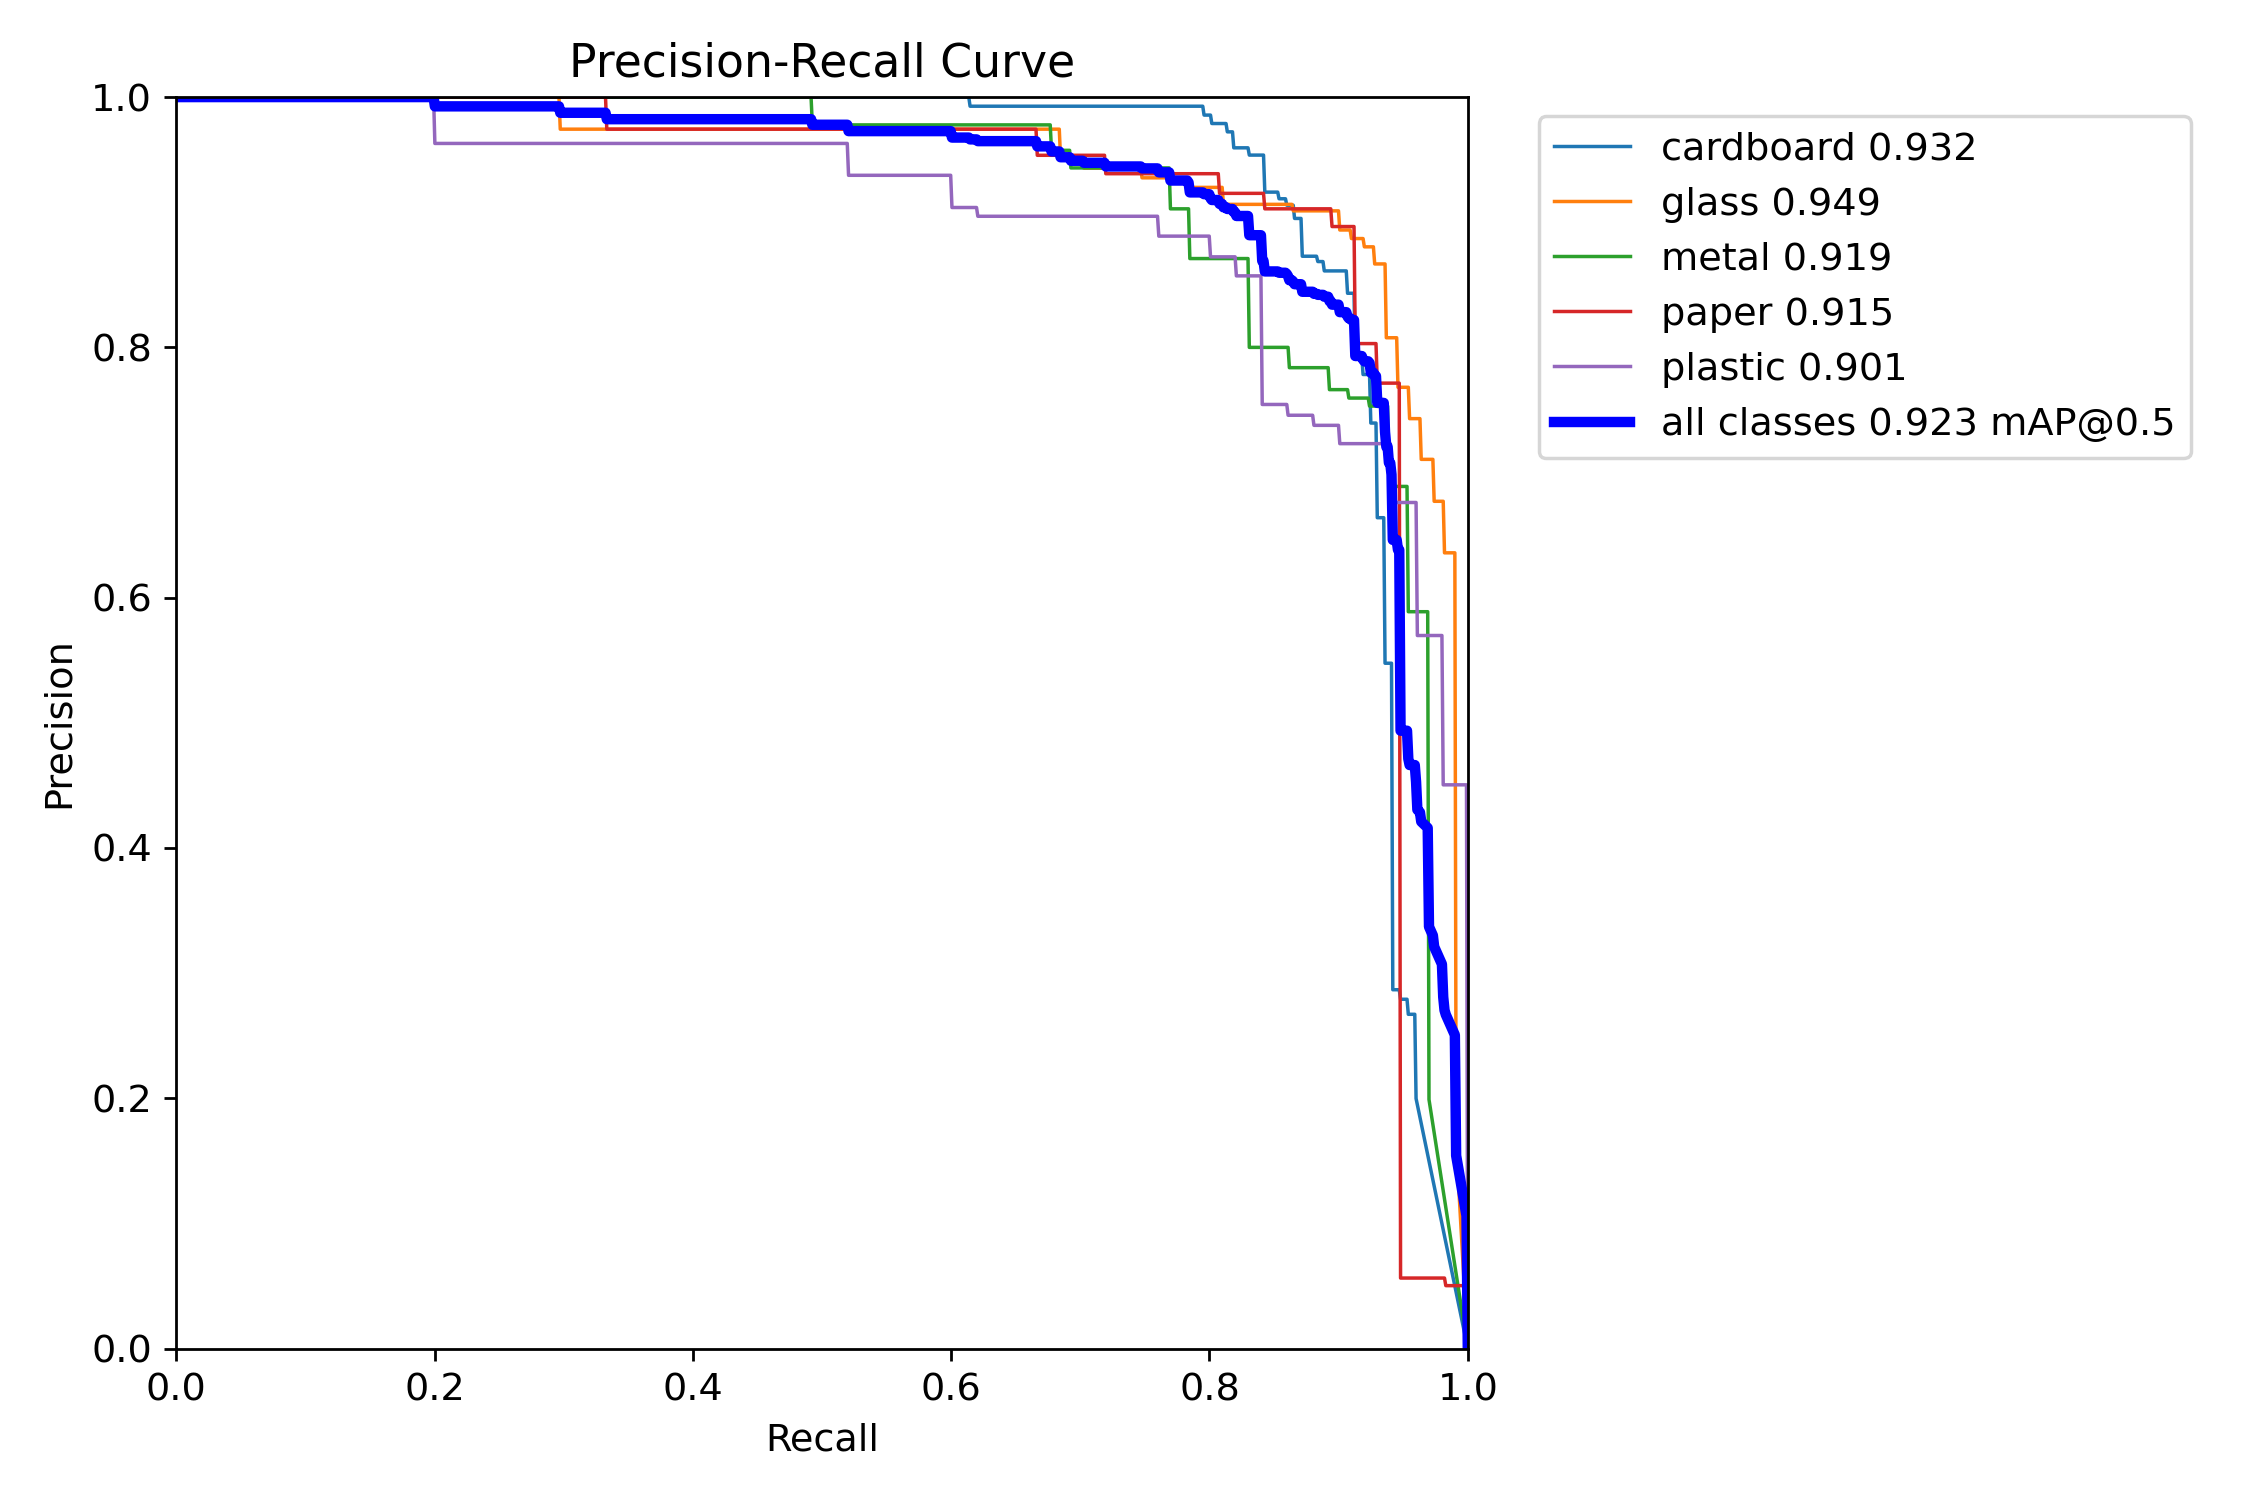 Precision-Recall Curve
1.0
0.8
0.6
0.4
0.2
0.0
Precision
0.0 0.2 0.4 0.6 0.8 1.0
Recall
cardboard 0.932
glass 0.949
metal 0.919
paper 0.915
plastic 0.901
all classes 0.923 mAP@0.5